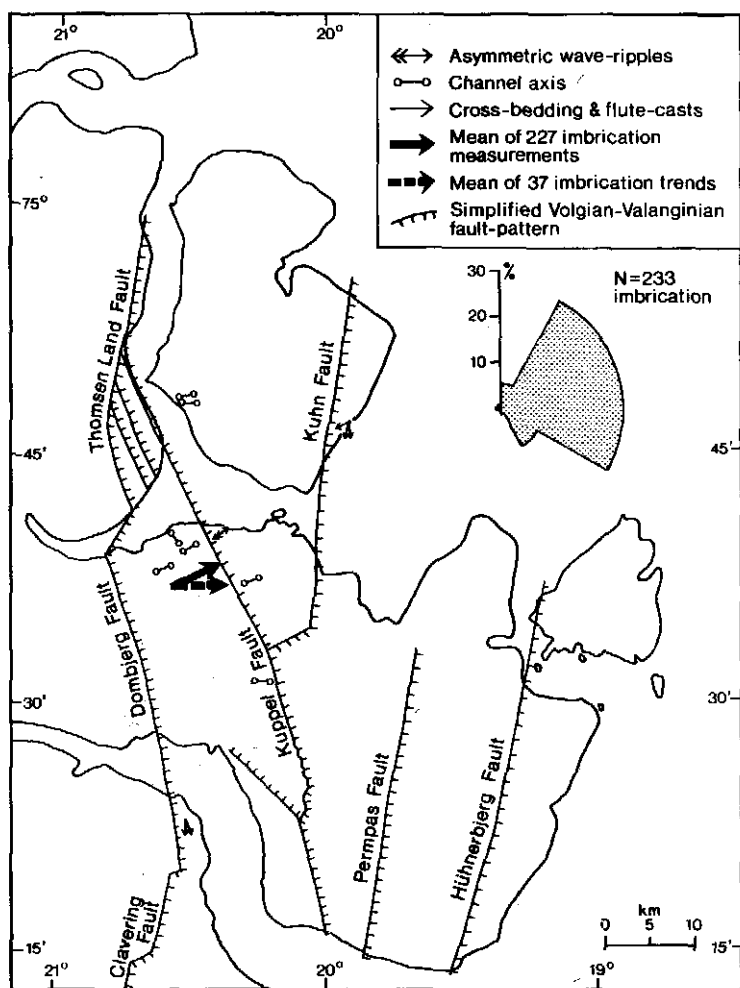 21°
20°
Asymmetric wave-ripples
Channel axis
Cross-bedding & flute-casts
Mean of 227 imbrication
measurements
Mean of 37 imbrication trends
Simplified Volgian-Valanginian
fault-pattern
75°
30 %
20
10
N=233
imbrication
Thomsen Land Fault
Kuhn Fault
45'
45'
Dombjerg Fault
Kuppel Fault
30'
30'
Permpas Fault
Hühnerbjerg Fault
Clavering
Fault
km
0 5 10
15'
15'
21°
20°
19°